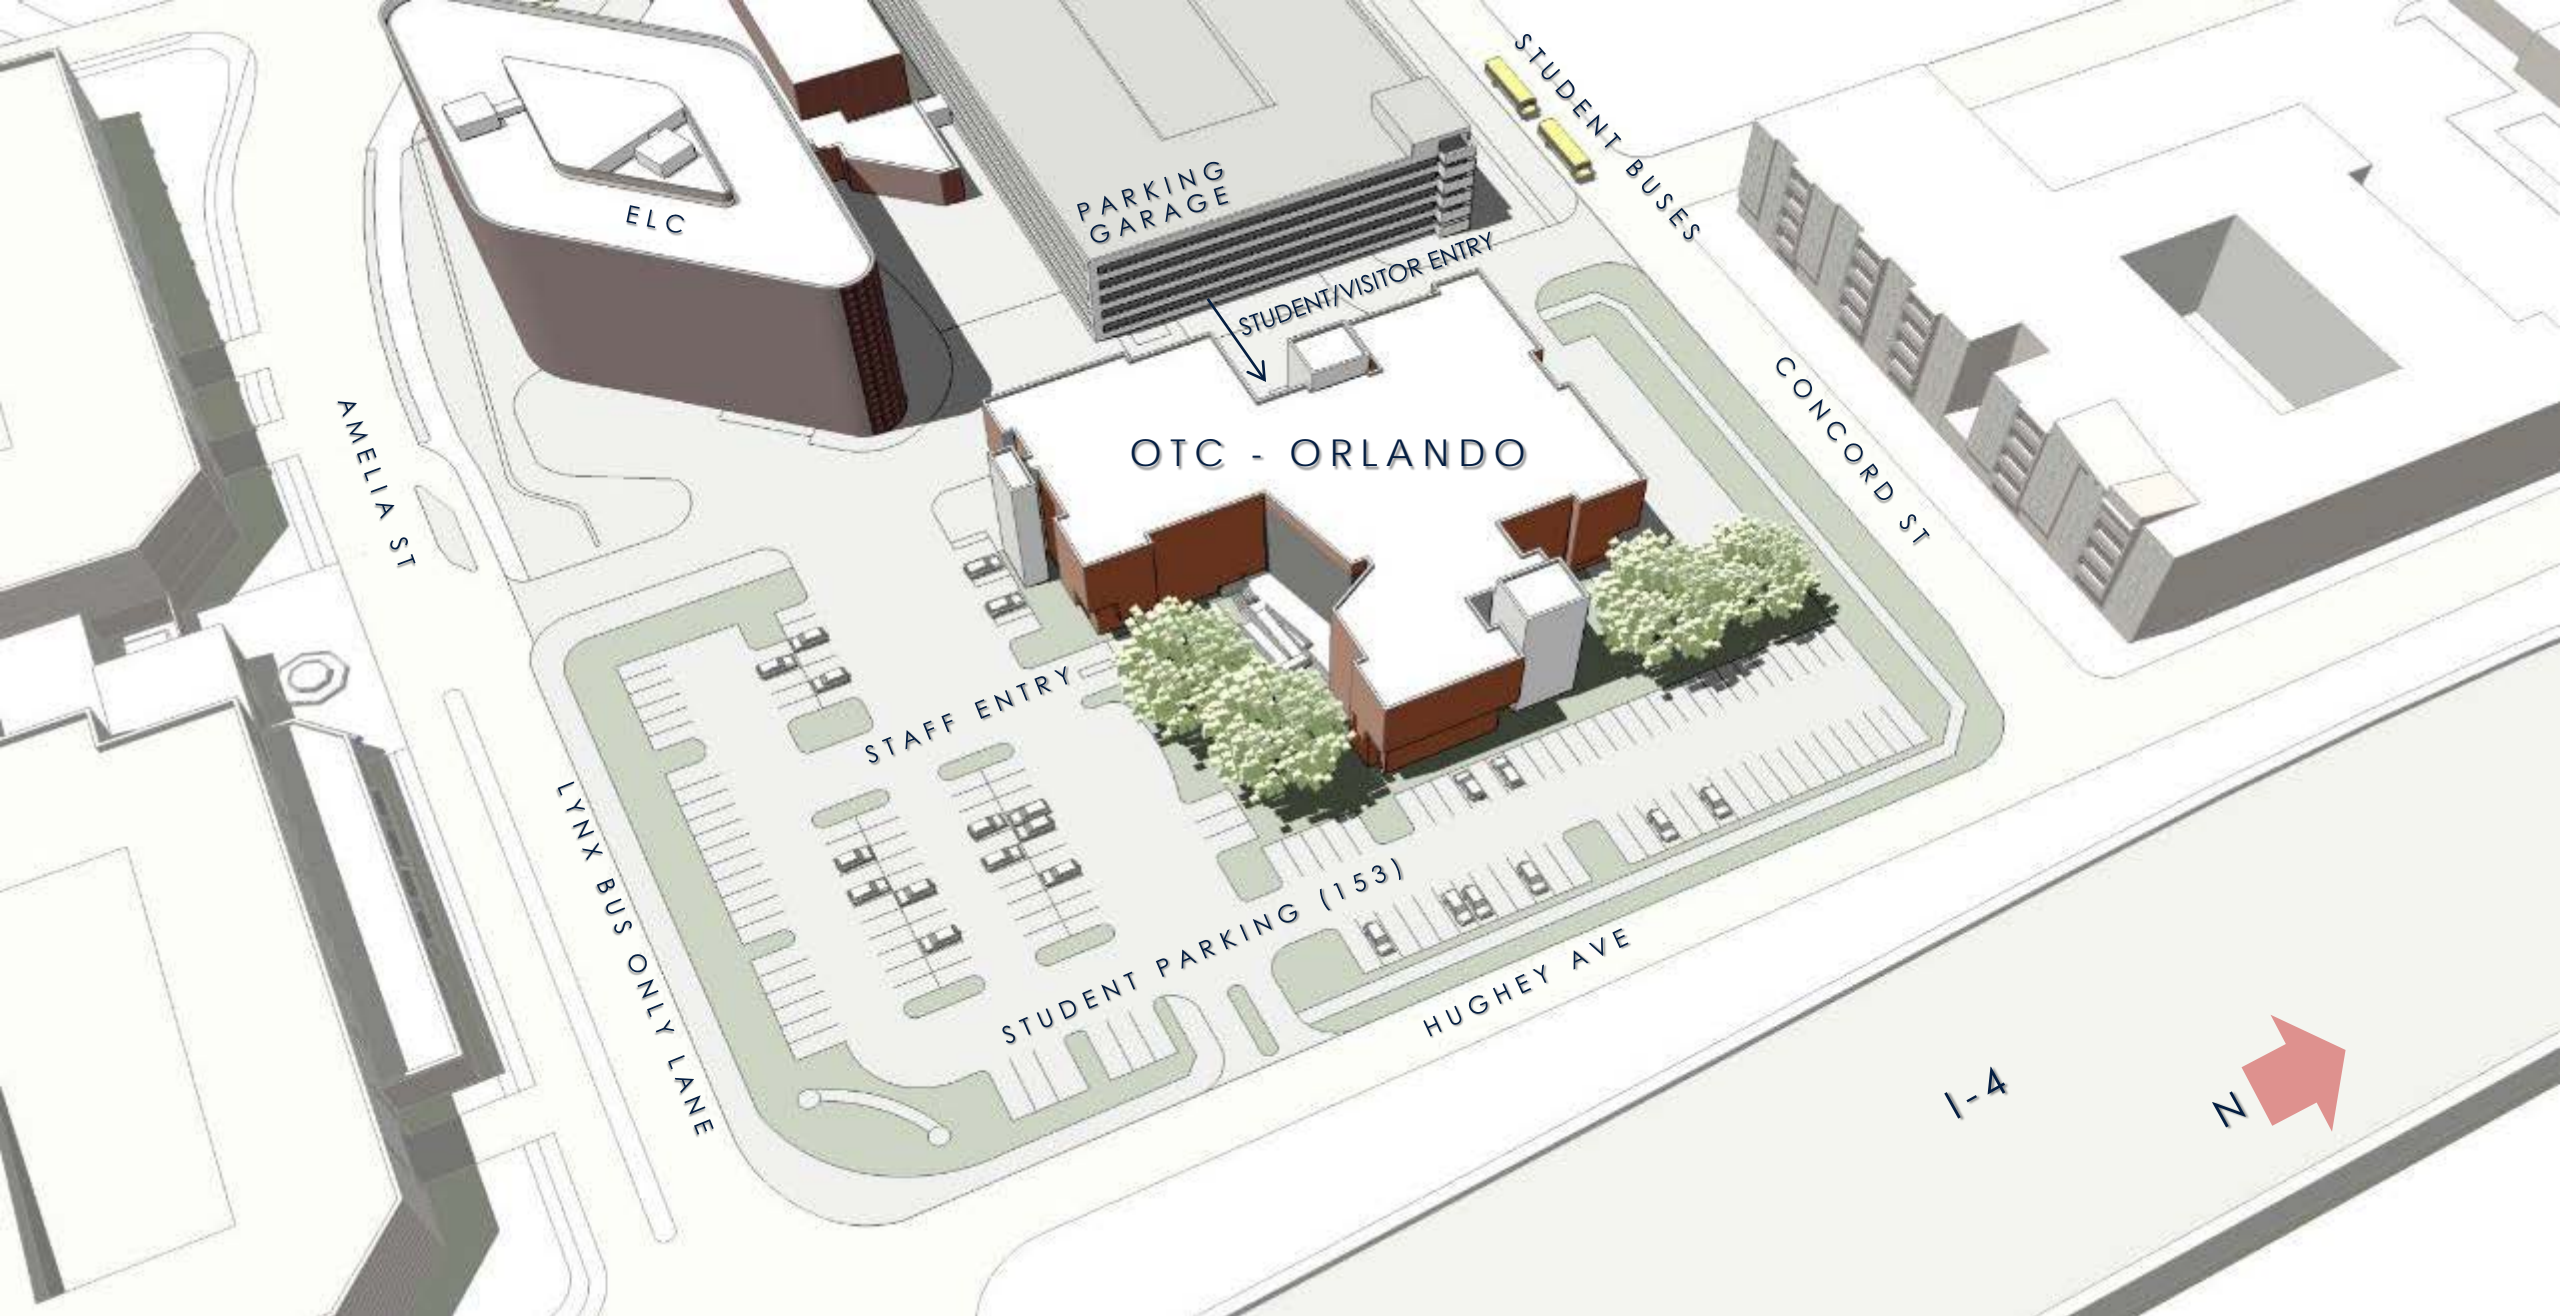 STUDENT BUSES
PARKING
GARAGE
ELC
STUDENT/VISITOR ENTRY
CONCORD ST
AMELIA ST
OTC - ORLANDO
STAFF ENTRY
LYNX BUS ONLY LANE
STUDENT PARKING (153)
HUGHEY AVE
I-4
N